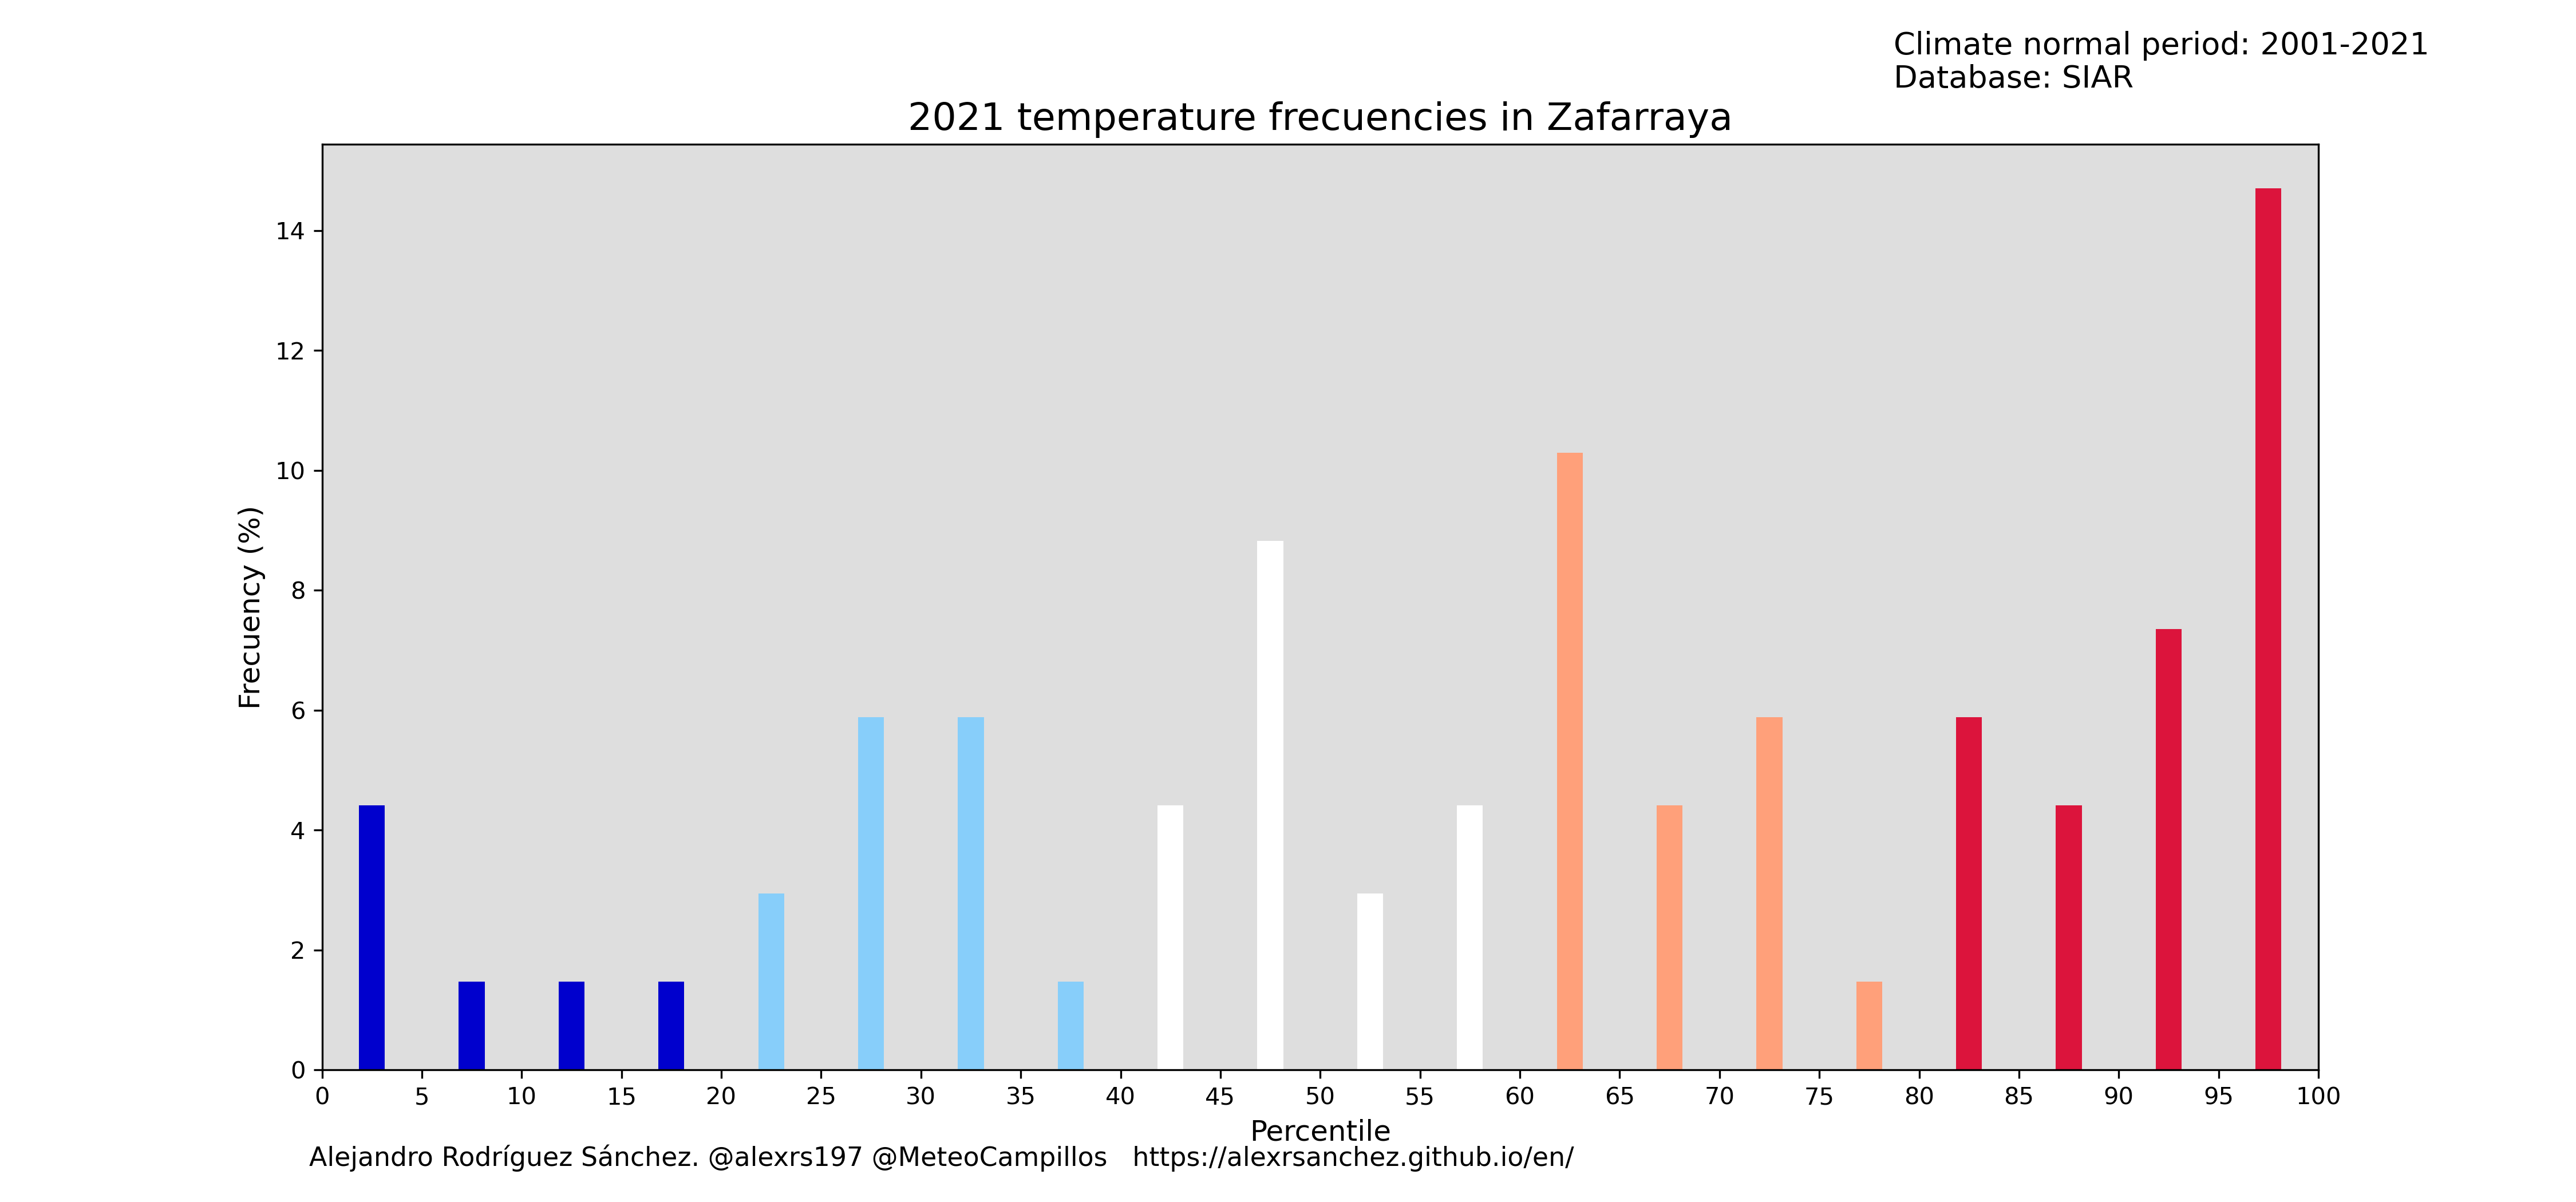 Climate normal period: 2001-2021
Database: SIAR
2021 temperature frecuencies in Zafarraya
Frecuency (%)
14
12
10
8
6
4
2
0
0 5 10 15 20 25 30 35 40 45 50 55 60 65 70 75 80 85 90 95 100
Percentile
Alejandro Rodríguez Sánchez. @alexrs197 @MeteoCampillos https://alexrsanchez.github.io/en/